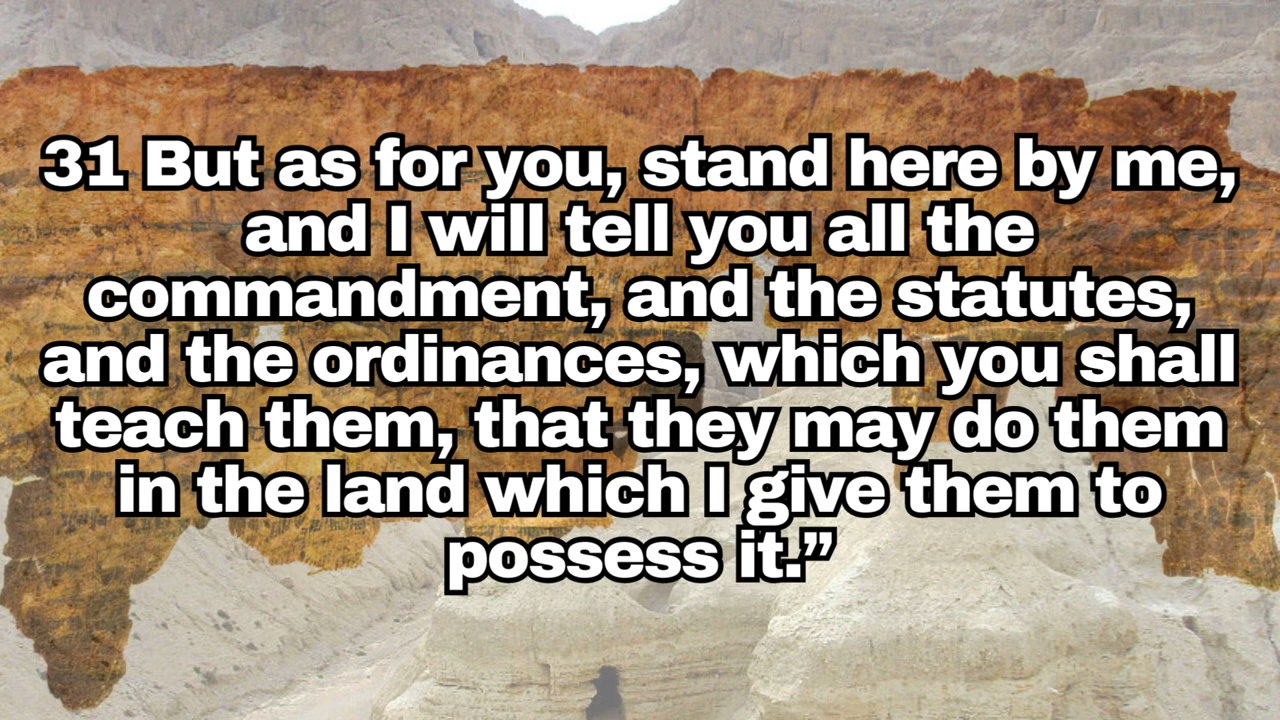 31 But as for you, stand here by me,
and I will tell you all the
commandment, and the statutes,
and the ordinances, which you shall
teach them, that they may do them
in the land which I give them to
possess it.”